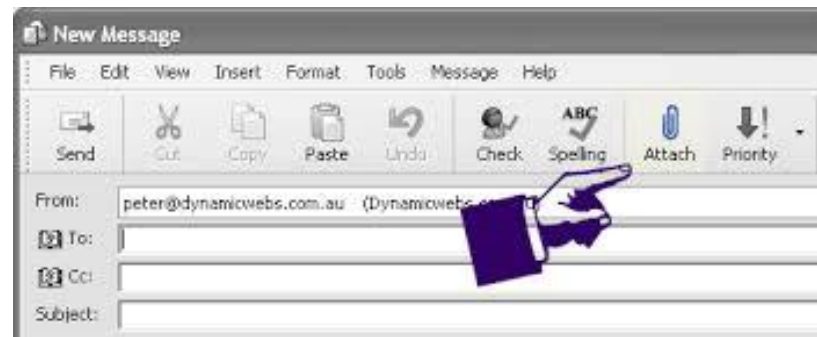 New Message
File Edit View Insert Format Tools Message Help
ABC
Send Cut Copy Paste Undo Check Spelling Attach Priority
From: peter@dynamicwebs.com.au (Dynamicwebs
To:
Cc:
Subject: